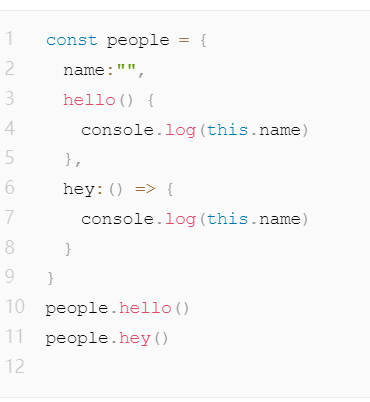 1 const people = {
2 name:"",
3 hello() {
4 console.log(this.name)
5 },
6 hey:() => {
7 console.log(this.name)
8 }
9 }
10 people.hello()
11 people.hey()
12